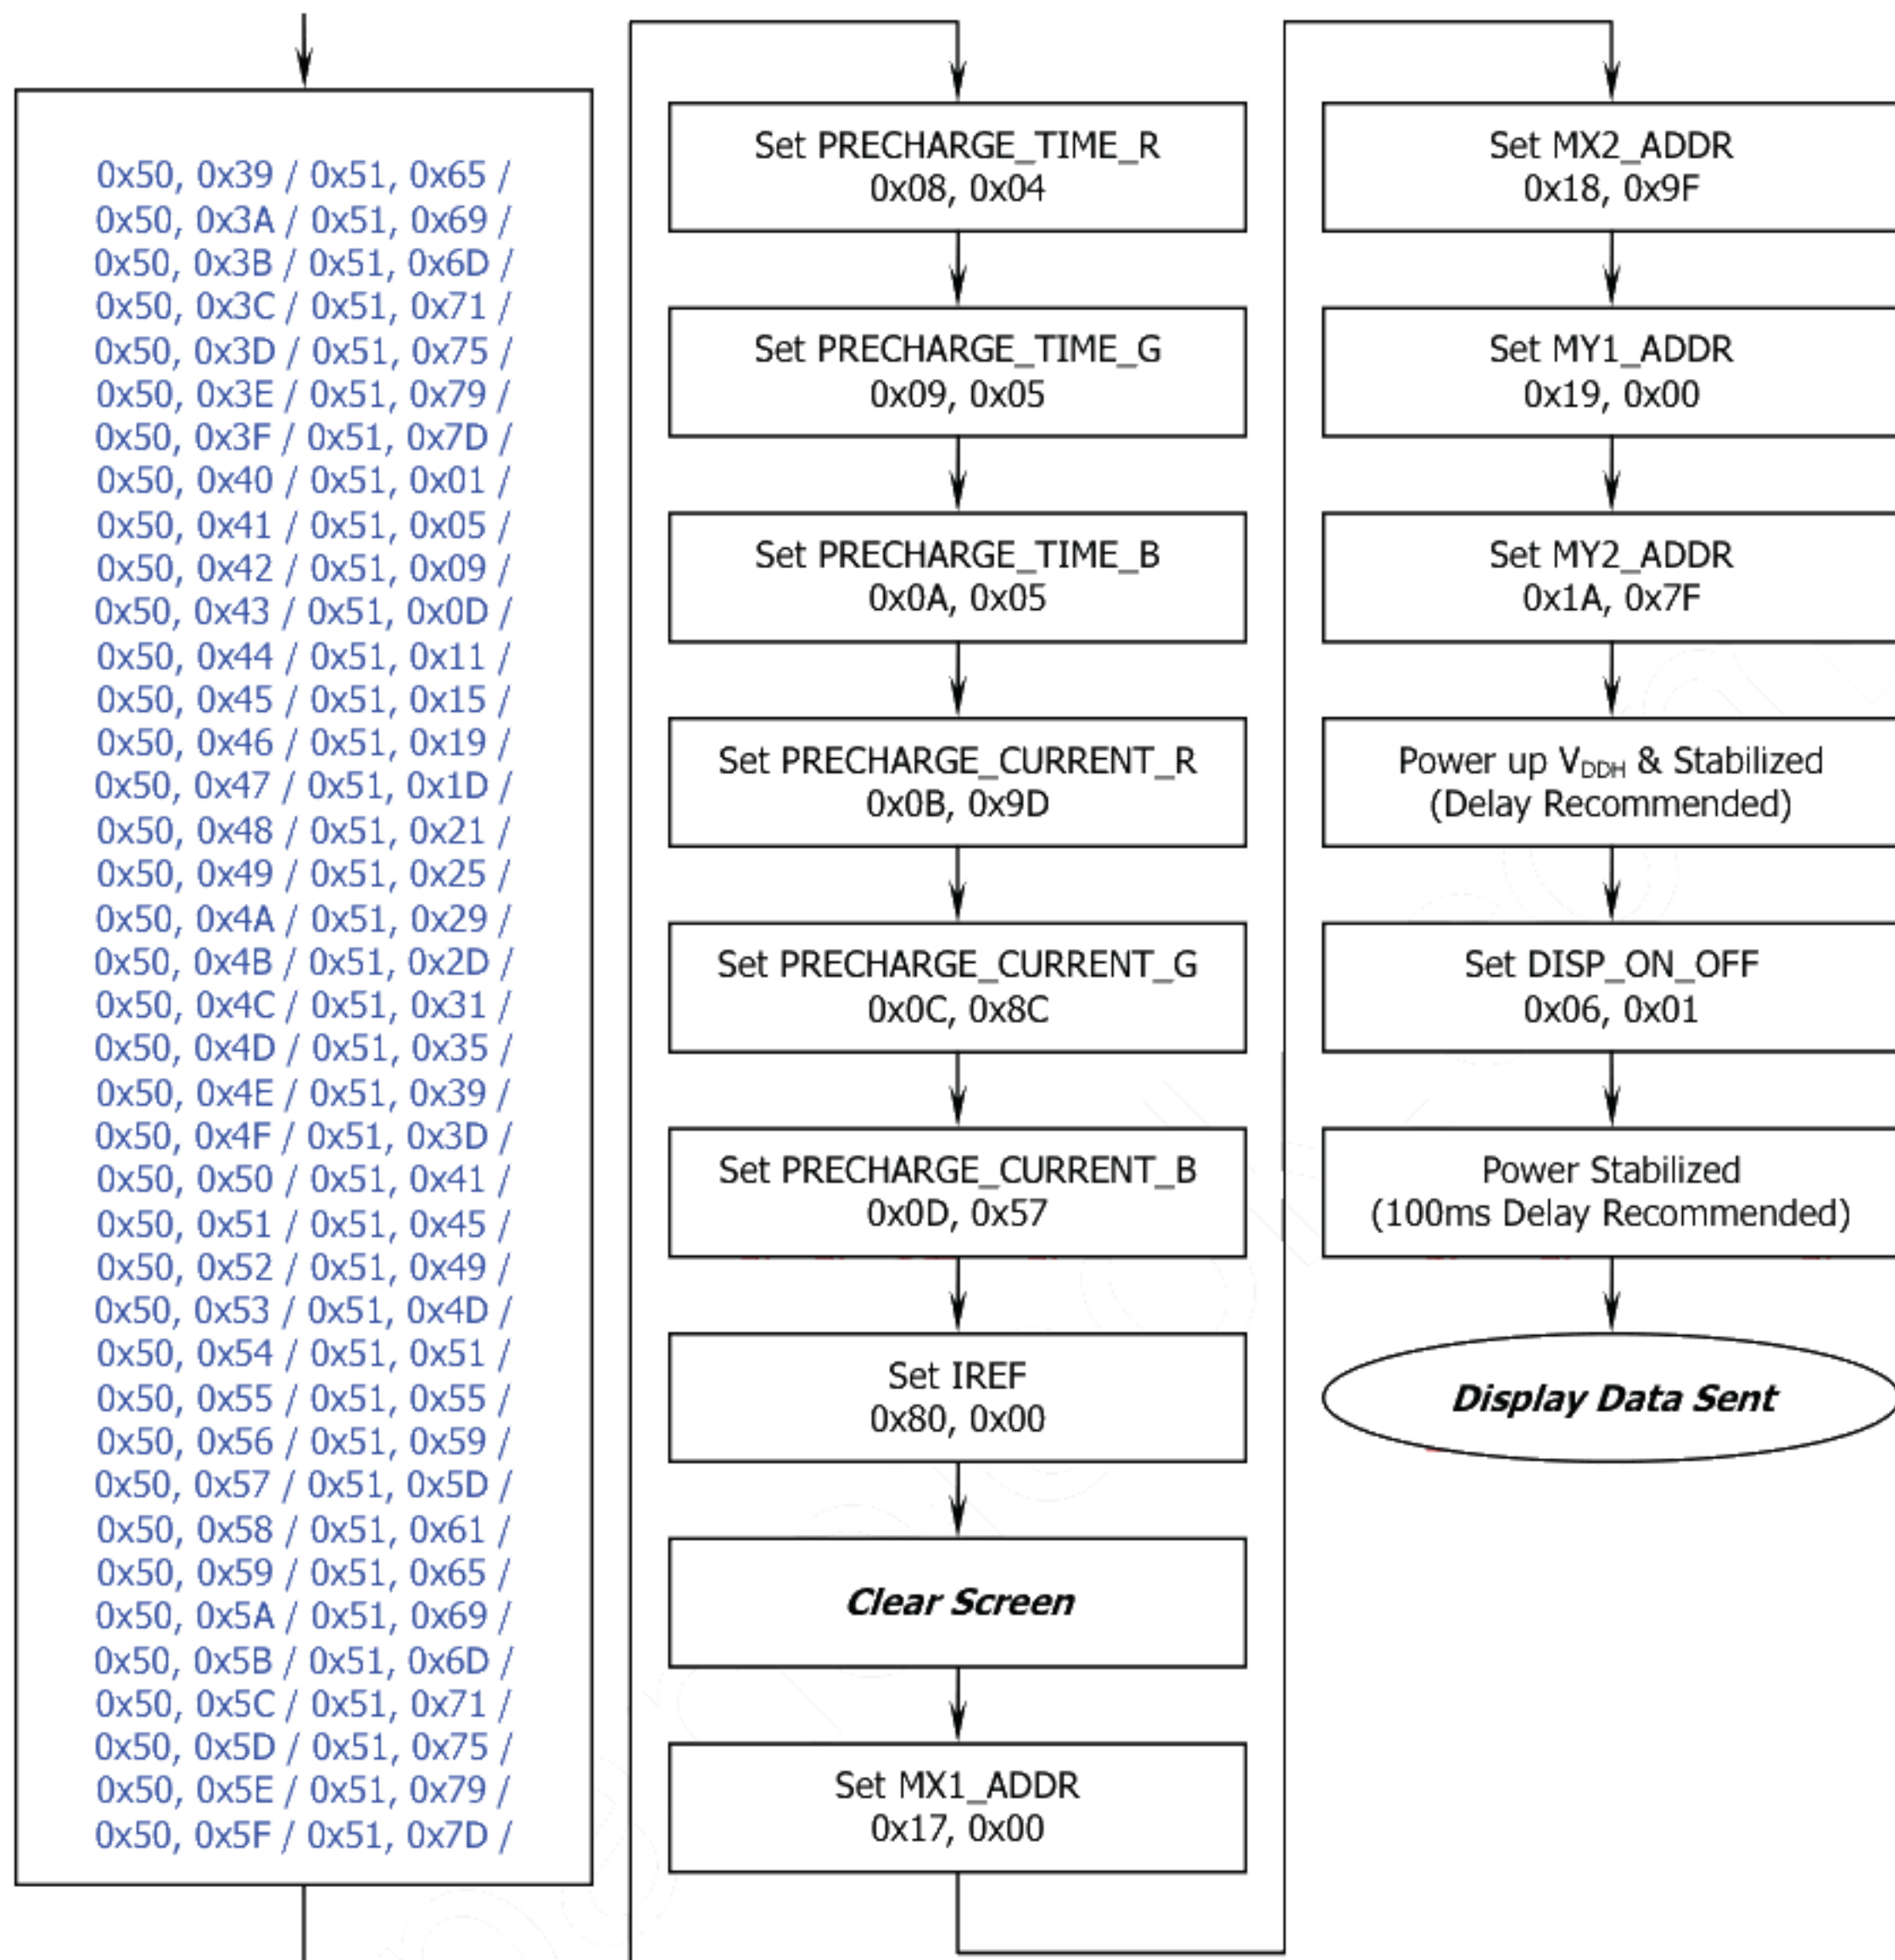 0x50, 0x39 / 0x51, 0x65 /
0x50, 0x3A / 0x51, 0x69 /
0x50, 0x3B / 0x51, 0x6D /
0x50, 0x3C / 0x51, 0x71 /
0x50, 0x3D / 0x51, 0x75 /
0x50, 0x3E / 0x51, 0x79 /
0x50, 0x3F / 0x51, 0x7D /
0x50, 0x40 / 0x51, 0x01 /
0x50, 0x41 / 0x51, 0x05 /
0x50, 0x42 / 0x51, 0x09 /
0x50, 0x43 / 0x51, 0x0D /
0x50, 0x44 / 0x51, 0x11 /
0x50, 0x45 / 0x51, 0x15 /
0x50, 0x46 / 0x51, 0x19 /
0x50, 0x47 / 0x51, 0x1D /
0x50, 0x48 / 0x51, 0x21 /
0x50, 0x49 / 0x51, 0x25 /
0x50, 0x4A / 0x51, 0x29 /
0x50, 0x4B / 0x51, 0x2D /
0x50, 0x4C / 0x51, 0x31 /
0x50, 0x4D / 0x51, 0x35 /
0x50, 0x4E / 0x51, 0x39 /
0x50, 0x4F / 0x51, 0x3D /
0x50, 0x50 / 0x51, 0x41 /
0x50, 0x51 / 0x51, 0x45 /
0x50, 0x52 / 0x51, 0x49 /
0x50, 0x53 / 0x51, 0x4D /
0x50, 0x54 / 0x51, 0x51 /
0x50, 0x55 / 0x51, 0x55 /
0x50, 0x56 / 0x51, 0x59 /
0x50, 0x57 / 0x51, 0x5D /
0x50, 0x58 / 0x51, 0x61 /
0x50, 0x59 / 0x51, 0x65 /
0x50, 0x5A / 0x51, 0x69 /
0x50, 0x5B / 0x51, 0x6D /
0x50, 0x5C / 0x51, 0x71 /
0x50, 0x5D / 0x51, 0x75 /
0x50, 0x5E / 0x51, 0x79 /
0x50, 0x5F / 0x51, 0x7D /
Set PRECHARGE_TIME_R
0x08, 0x04
Set PRECHARGE_TIME_G
0x09, 0x05
Set PRECHARGE_TIME_B
0x0A, 0x05
Set PRECHARGE_CURRENT_R
0x0B, 0x9D
Set PRECHARGE_CURRENT_G
0x0C, 0x8C
Set PRECHARGE_CURRENT_B
0x0D, 0x57
Set IREF
0x80, 0x00
Clear Screen
Set MX1_ADDR
0x17, 0x00
Set MX2_ADDR
0x18, 0x9F
Set MY1_ADDR
0x19, 0x00
Set MY2_ADDR
0x1A, 0x7F
Power up VDDH & Stabilized
(Delay Recommended)
Set DISP_ON_OFF
0x06, 0x01
Power Stabilized
(100ms Delay Recommended)
Display Data Sent